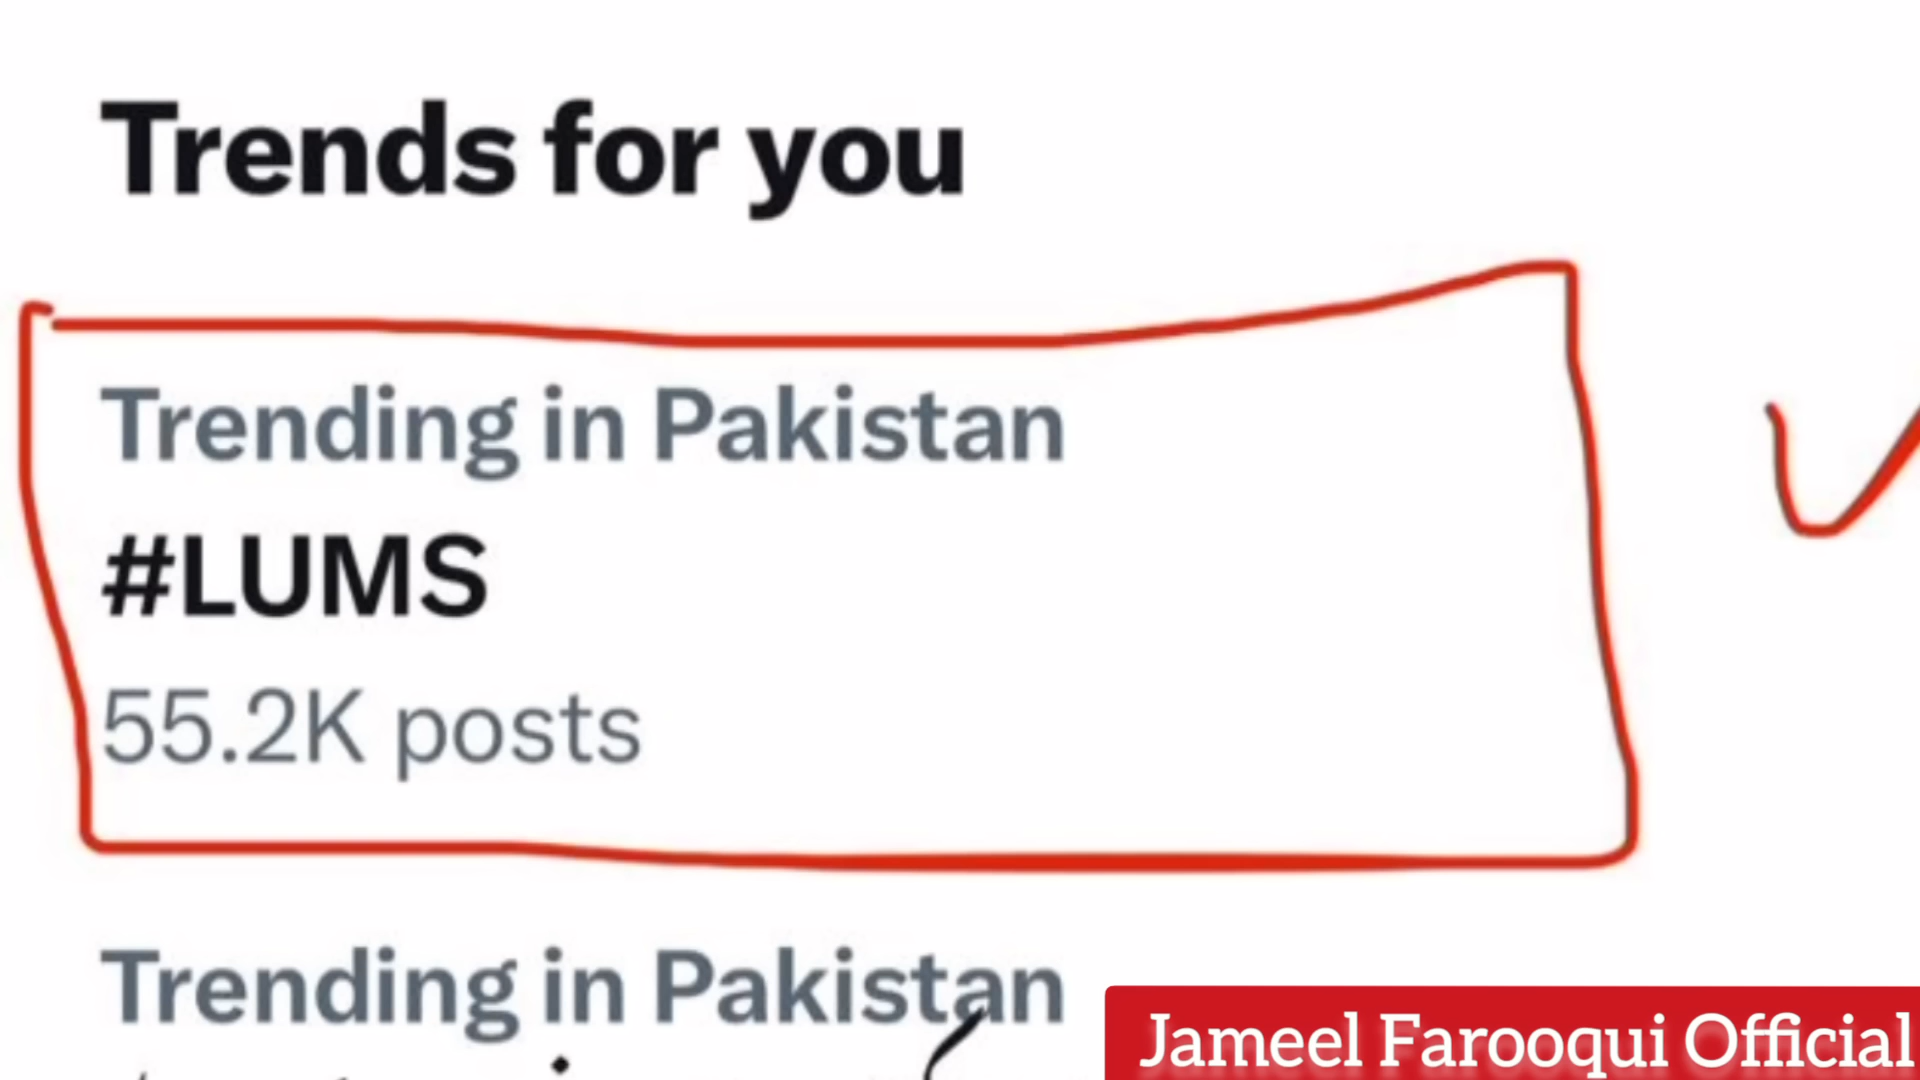 Trends for you
Trending in Pakistan
#LUMS
55.2K posts
Trending in Pakistan
Jameel Farooqui Official